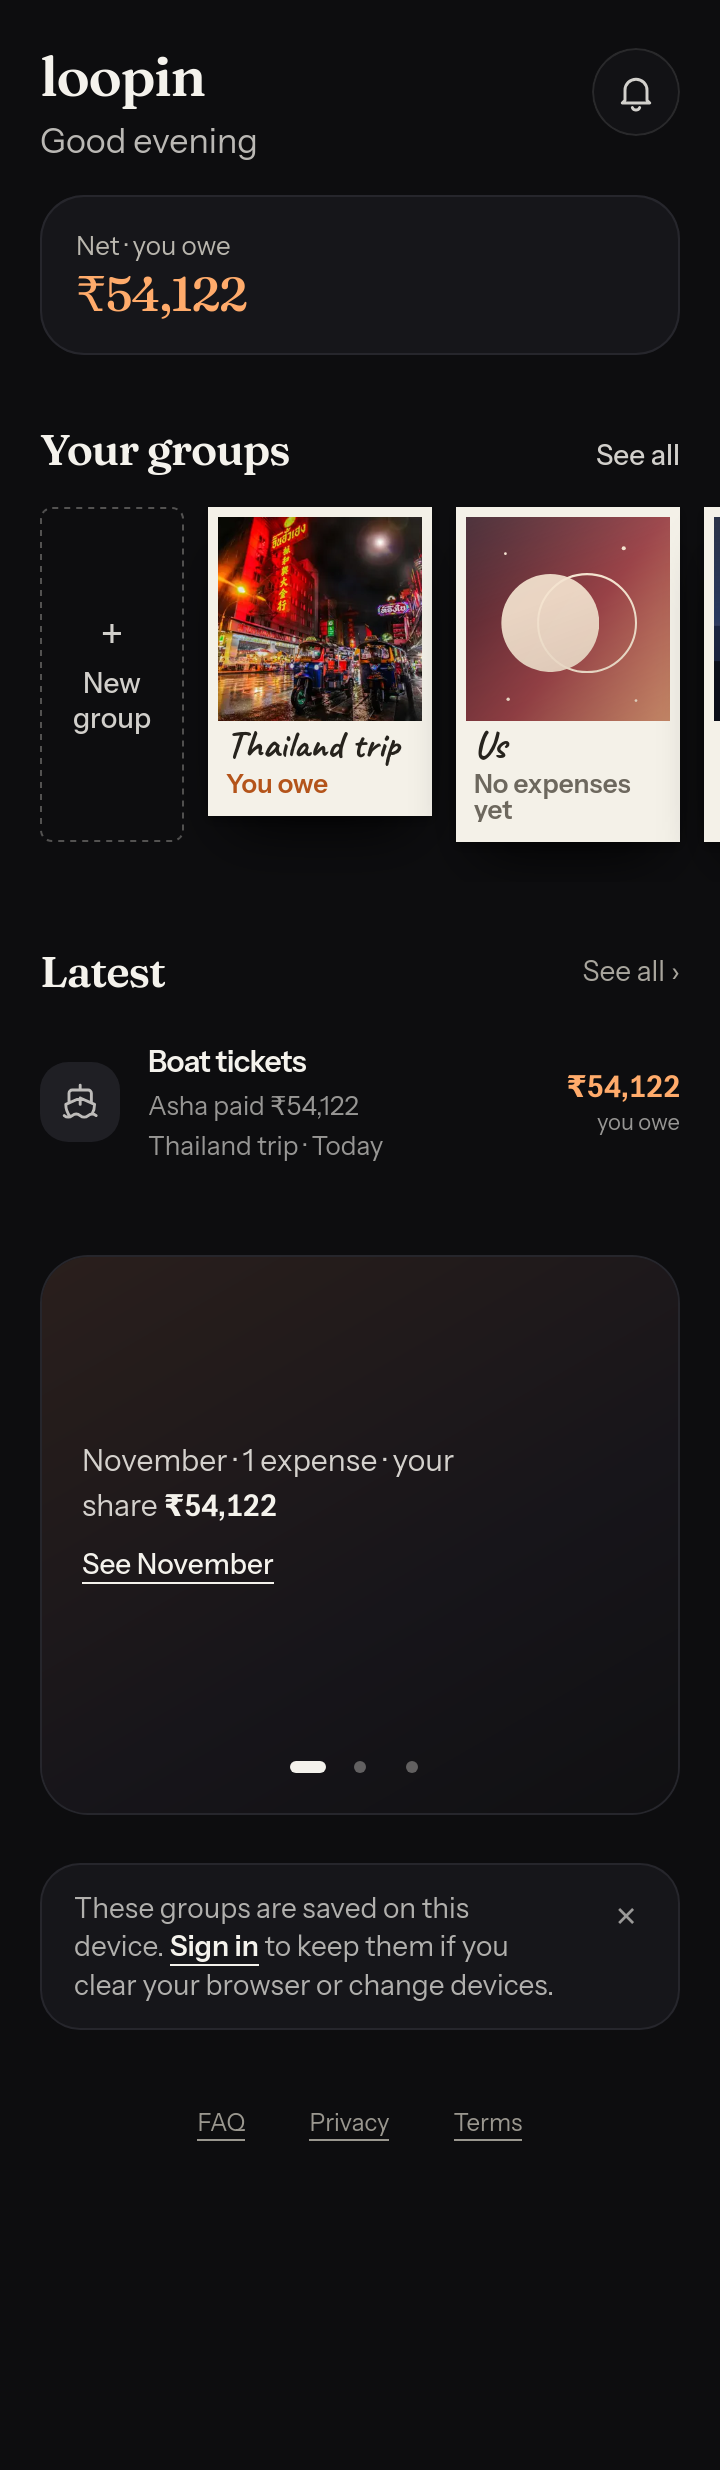 loopin
Good evening
Net · you owe
₹54,122
Your groups
See all
+
New
group
Thailand trip
You owe
Us
No expenses
yet
Latest
See all ›
Boat tickets
Asha paid ₹54,122
Thailand trip · Today
₹54,122
you owe
November · 1 expense · your
share ₹54,122
See November
These groups are saved on this
device. Sign in to keep them if you
clear your browser or change devices.
×
FAQ
Privacy
Terms